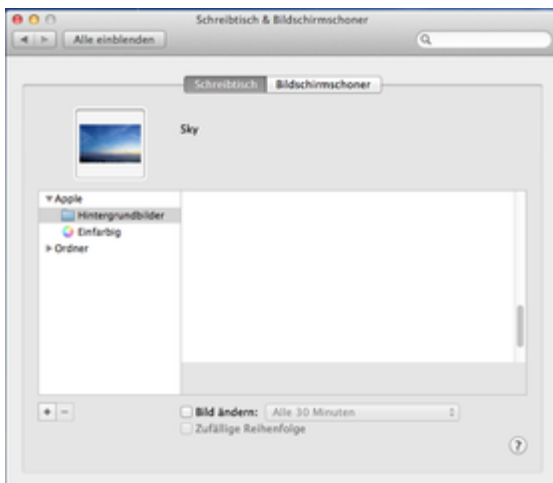 Schreibtisch & Bildschirmschoner
Alle einblenden
Schreibtisch Bildschirmschoner
Sky
Apple
Hintergrundbilder
Einfarbig
Ordner
+ −
Bild ändern: Alle 30 Minuten
Zufällige Reihenfolge
?